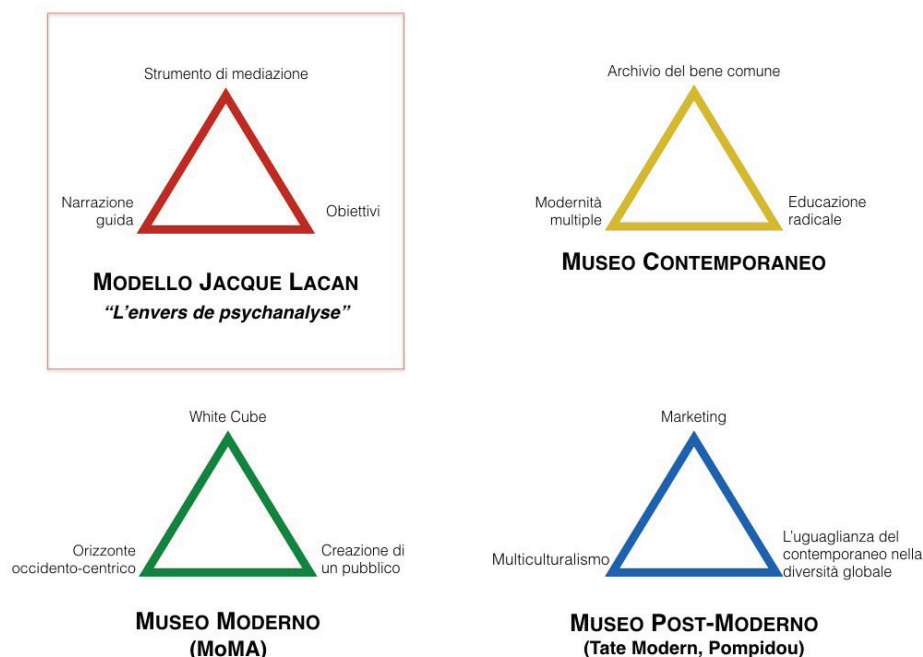 Strumento di mediazione
Narrazione
guida
Obiettivi
MODELLO JACQUE LACAN
“L’envers de psychanalyse”
Archivio del bene comune
Modernità
multiple
Educazione
radicale
MUSEO CONTEMPORANEO
White Cube
Orizzonte
occidento-centrico
Creazione di
un pubblico
MUSEO MODERNO
(MoMA)
Marketing
Multiculturalismo
L’uguaglianza del
contemporaneo nella
diversità globale
MUSEO POST-MODERNO
(Tate Modern, Pompidou)